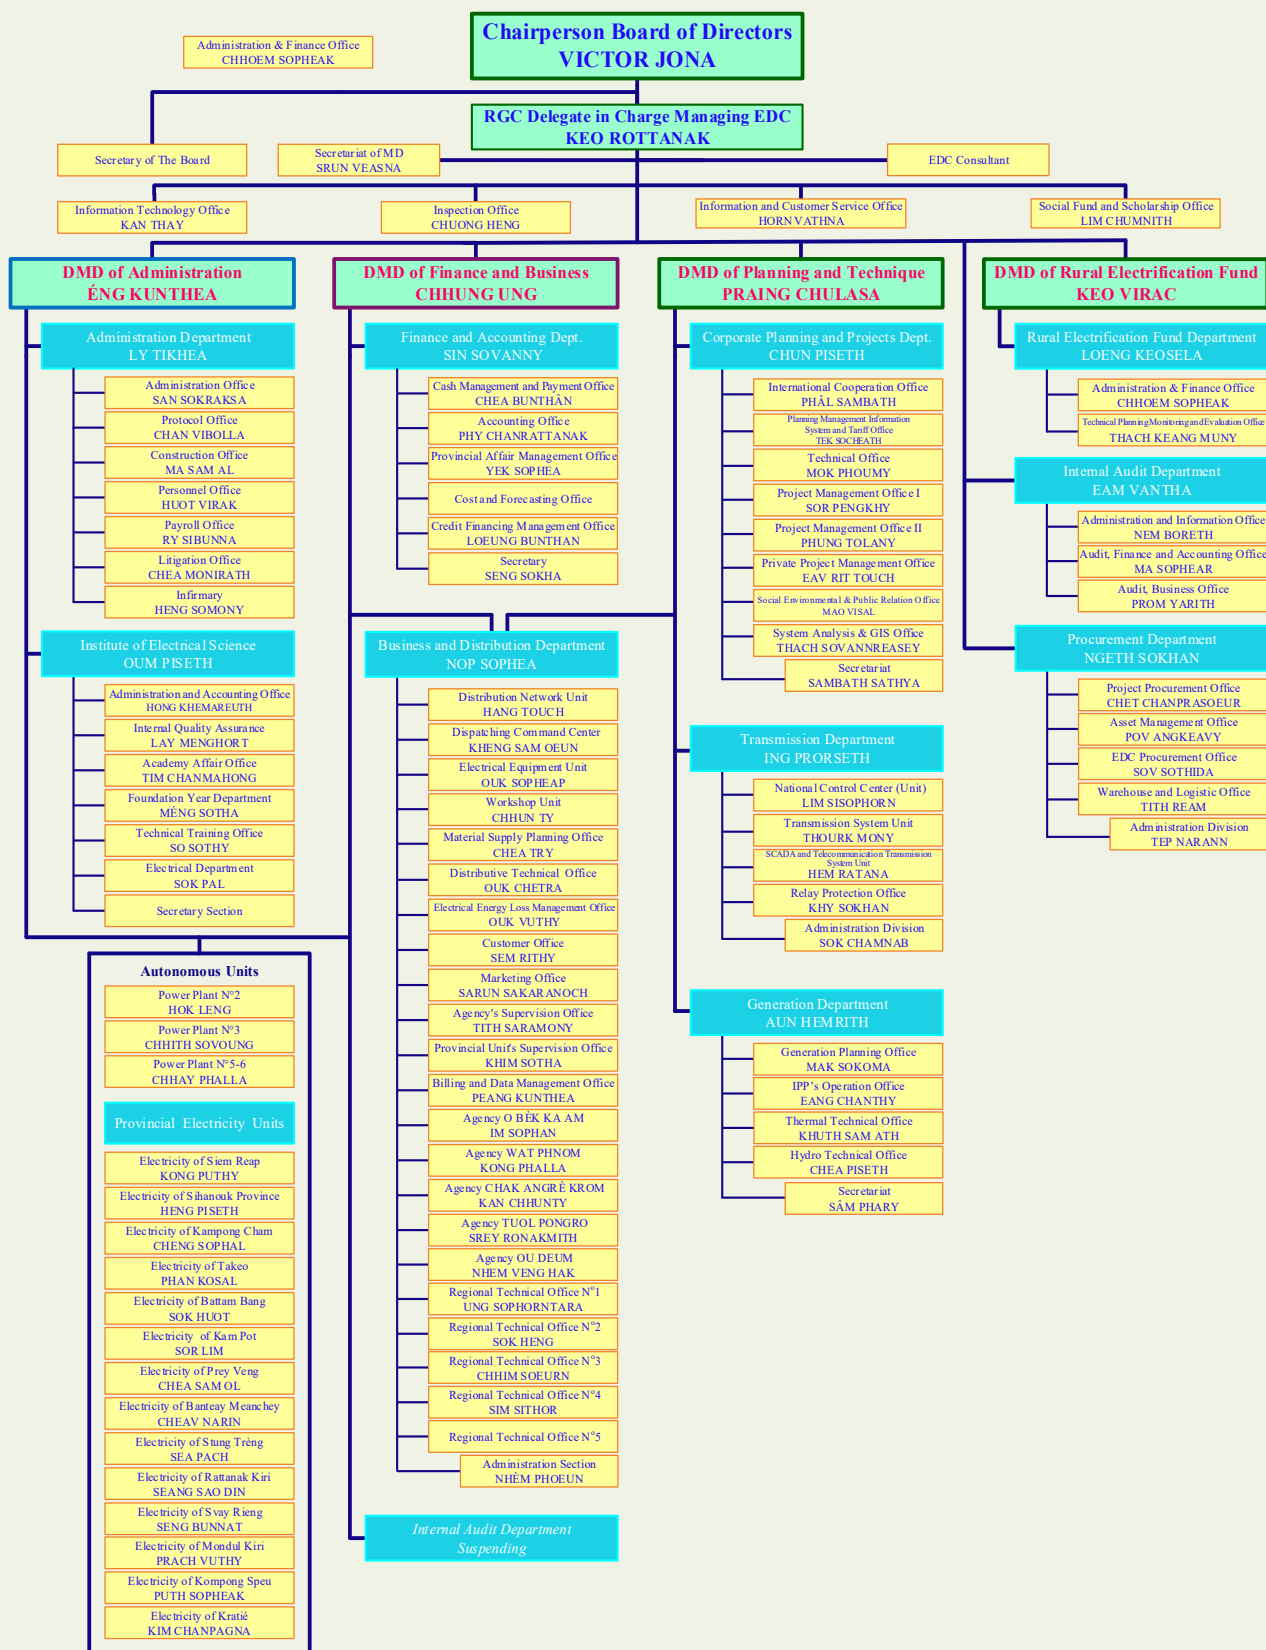 Chairperson Board of Directors
VICTOR JONA
Administration & Finance Office
CHHOEM SOPHEAK
RGC Delegate in Charge Managing EDC
KEO ROTTANAK
Secretary of The Board
Secretariat of MD
SRUN VEASNA
EDC Consultant
Information Technology Office
KAN THAY
Inspection Office
CHUONG HENG
Information and Customer Service Office
HORN VATHNA
Social Fund and Scholarship Office
LIM CHUMNITH
DMD of Administration
ÉNG KUNTHEA
Administration Department
LY TIKHEA
Administration Office
SAN SOKRAKSA
Protocol Office
CHAN VIBOLLA
Construction Office
MA SAM AL
Personnel Office
HUOT VIRAK
Payroll Office
RY SIBUNNA
Litigation Office
CHEA MONIRATH
Infirmary
HENG SOMONY
Institute of Electrical Science
OUM PISETH
Administration and Accounting Office
HONG KHEMAREUTH
Internal Quality Assurance
LAY MENGHORT
Academy Affair Office
TIM CHANMAHONG
Foundation Year Department
MÉNG SOTHA
Technical Training Office
SO SOTHY
Electrical Department
SOK PAL
Secretary Section
Autonomous Units
Power Plant N°2
HOK LENG
Power Plant N°3
CHHITH SOVOUNG
Power Plant N°5-6
CHHAY PHALLA
Provincial Electricity Units
Electricity of Siem Reap
KONG PUTHY
Electricity of Sihanouk Province
HENG PISETH
Electricity of Kampong Cham
CHENG SOPHAL
Electricity of Takeo
PHAN KOSAL
Electricity of Battam Bang
SOK HUOT
Electricity of Kam Pot
SOR LIM
Electricity of Prey Veng
CHEA SAM OL
Electricity of Banteay Meanchey
CHEAV NARIN
Electricity of Stung Trèng
SEA PACH
Electricity of Rattanak Kiri
SEANG SAO DIN
Electricity of Svay Rieng
SENG BUNNAT
Electricity of Mondul Kiri
PRACH VUTHY
Electricity of Kompong Speu
PUTH SOPHEAK
Electricity of Kratié
KIM CHANPAGNA
DMD of Finance and Business
CHHUNG UNG
Finance and Accounting Dept.
SIN SOVANNY
Cash Management and Payment Office
CHEA BUNTHÂN
Accounting Office
PHY CHANRATTANAK
Provincial Affair Management Office
YEK SOPHEA
Cost and Forecasting Office
Credit Financing Management Office
LOEUNG BUNTHAN
Secretary
SENG SOKHA
Business and Distribution Department
NOP SOPHEA
Distribution Network Unit
HANG TOUCH
Dispatching Command Center
KHENG SAM OEUN
Electrical Equipment Unit
OUK SOPHEAP
Workshop Unit
CHHUN TY
Material Supply Planning Office
CHEA TRY
Distributive Technical Office
OUK CHETRA
Electrical Energy Loss Management Office
OUK VUTHY
Customer Office
SEM RITHY
Marketing Office
SARUN SAKARANOCH
Agency's Supervision Office
TITH SARAMONY
Provincial Unit's Supervision Office
KHIM SOTHA
Billing and Data Management Office
PEANG KUNTHEA
Agency O BÈK KA AM
IM SOPHAN
Agency WAT PHNOM
KONG PHALLA
Agency CHAK ANGRÈ KROM
KAN CHHUNTY
Agency TUOL PONGRO
SREY RONAKMITH
Agency OU DEUM
NHEM VENG HAK
Regional Technical Office Nº1
UNG SOPHORNTARA
Regional Technical Office Nº2
SOK HENG
Regional Technical Office Nº3
CHHIM SOEURN
Regional Technical Office Nº4
SIM SITHOR
Regional Technical Office Nº5
Administration Section
NHÈM PHOEUN
Internal Audit Department
Suspending
DMD of Planning and Technique
PRAING CHULASA
Corporate Planning and Projects Dept.
CHUN PISETH
International Cooperation Office
PHÂL SAMBATH
Planning Management Information
System and Tariff Office
TEK SOCHEATH
Technical Office
MOK PHOUMY
Project Management Office I
SOR PENGKHY
Project Management Office II
PHUNG TOLANY
Private Project Management Office
EAV RIT TOUCH
Social Environmental & Public Relation Office
MAO VISAL
System Analysis & GIS Office
THACH SOVANNREASEY
Secretariat
SAMBATH SATHYA
Transmission Department
ING PRORSETH
National Control Center (Unit)
LIM SISOPHORN
Transmission System Unit
THOURK MONY
SCADA and Telecommunication Transmission
System Unit
HEM RATANA
Relay Protection Office
KHY SOKHAN
Administration Division
SOK CHAMNAB
Generation Department
AUN HEMRITH
Generation Planning Office
MAK SOKOMA
IPP's Operation Office
EANG CHANTHY
Thermal Technical Office
KHUTH SAM ATH
Hydro Technical Office
CHEA PISETH
Secretariat
SÂM PHARY
DMD of Rural Electrification Fund
KEO VIRAC
Rural Electrification Fund Department
LOENG KEOSELA
Administration & Finance Office
CHHOEM SOPHEAK
Technical Planning Monitoring and Evaluation Office
THACH KEANG MUNY
Internal Audit Department
EAM VANTHA
Administration and Information Office
NEM BORETH
Audit, Finance and Accounting Office
MA SOPHEAR
Audit, Business Office
PROM YARITH
Procurement Department
NGETH SOKHAN
Project Procurement Office
CHET CHANPRASOEUR
Asset Management Office
POV ANGKEAVY
EDC Procurement Office
SOV SOTHIDA
Warehouse and Logistic Office
TITH REAM
Administration Division
TEP NARANN